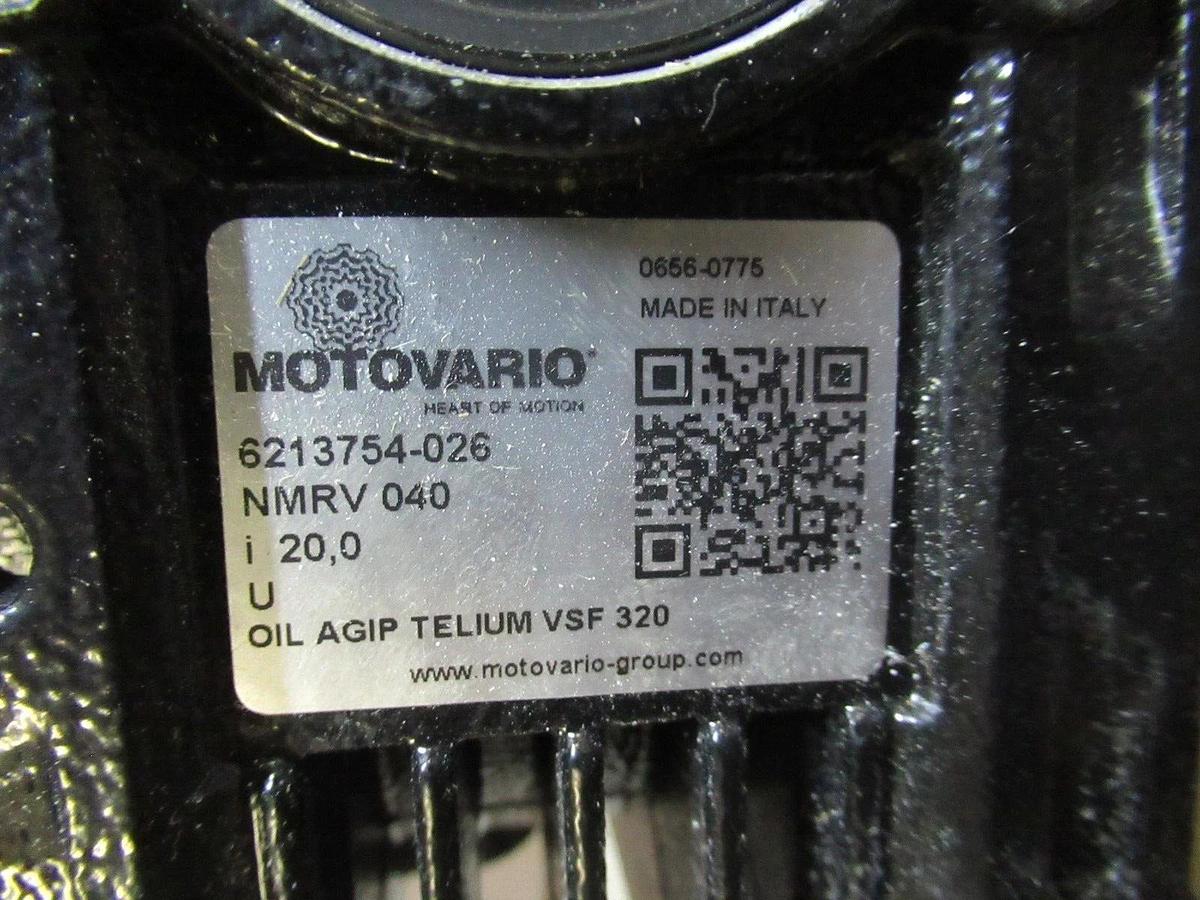 MOTOVARIO
HEART OF MOTION
0656-0775
MADE IN ITALY
6213754-026
NMRV 040
i 20,0
U
OIL AGIP TELIUM VSF 320
www.motovario-group.com